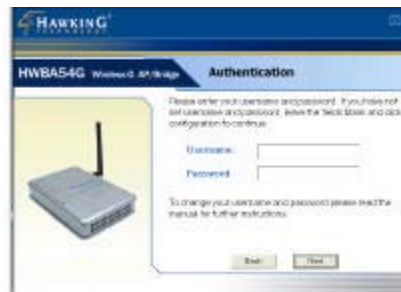 HAWKING
TECHNOLOGY
HWBA54G Wireless-G AP/Bridge
Authentication
Please enter your username and password. If you have not
set username and password, leave the fields blank and click
configuration to continue.
Username:
Password:
To change your username and password please read the
manual for further instructions.
Back
Next